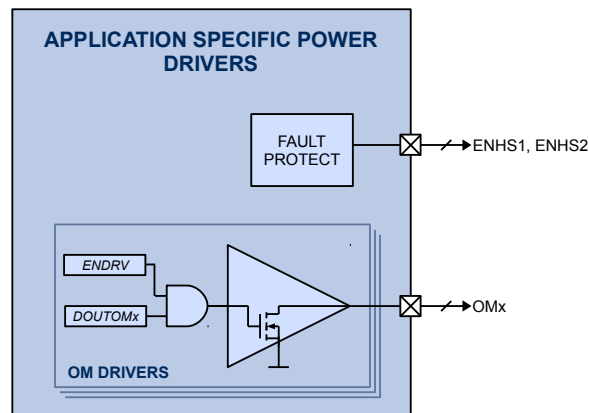 APPLICATION SPECIFIC POWER
DRIVERS
FAULT
PROTECT
ENHS1, ENHS2
ENDRV
DOUTOMx
OMx
OM DRIVERS